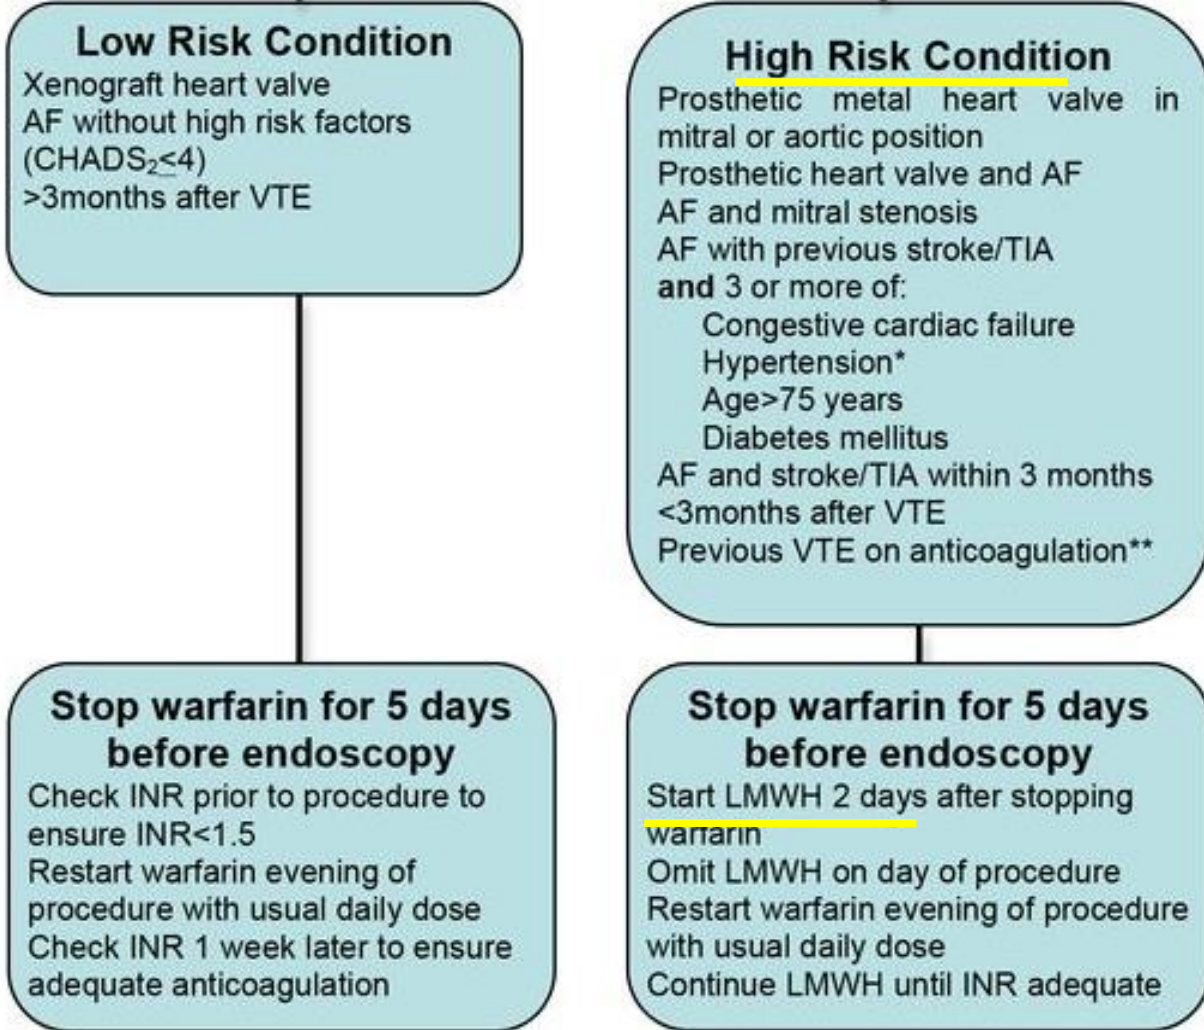 Low Risk Condition
Xenograft heart valve
AF without high risk factors
(CHADS₂≤4)
>3months after VTE
High Risk Condition
Prosthetic metal heart valve in
mitral or aortic position
Prosthetic heart valve and AF
AF and mitral stenosis
AF with previous stroke/TIA
and 3 or more of:
Congestive cardiac failure
Hypertension*
Age>75 years
Diabetes mellitus
AF and stroke/TIA within 3 months
<3months after VTE
Previous VTE on anticoagulation**
Stop warfarin for 5 days
before endoscopy
Check INR prior to procedure to
ensure INR<1.5
Restart warfarin evening of
procedure with usual daily dose
Check INR 1 week later to ensure
adequate anticoagulation
Stop warfarin for 5 days
before endoscopy
Start LMWH 2 days after stopping
warfarin
Omit LMWH on day of procedure
Restart warfarin evening of procedure
with usual daily dose
Continue LMWH until INR adequate